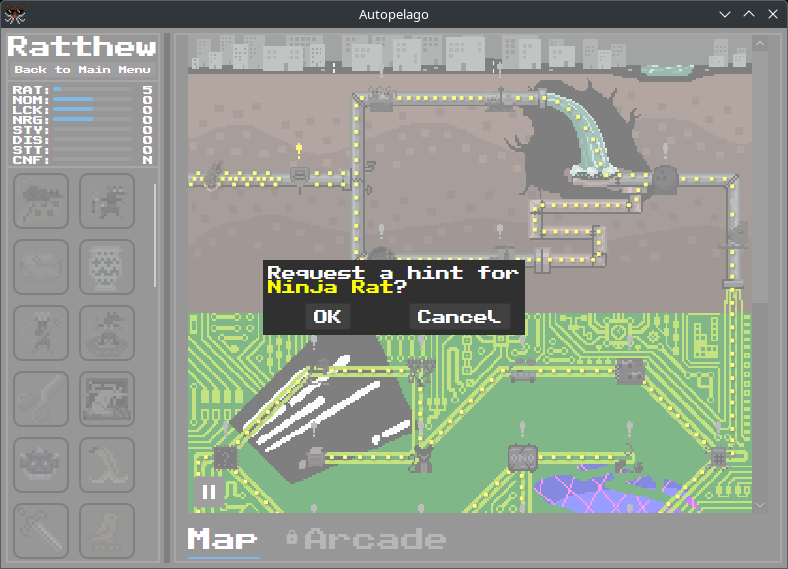 Autopelago
Ratthew
Back to Main Menu
RAT: 5
NOM: 0
LCK: 0
NRG: 0
STY: 0
DIS: 0
STT: 0
CNF: N
Request a hint for
Ninja Rat?
OK Cancel
Map Arcade